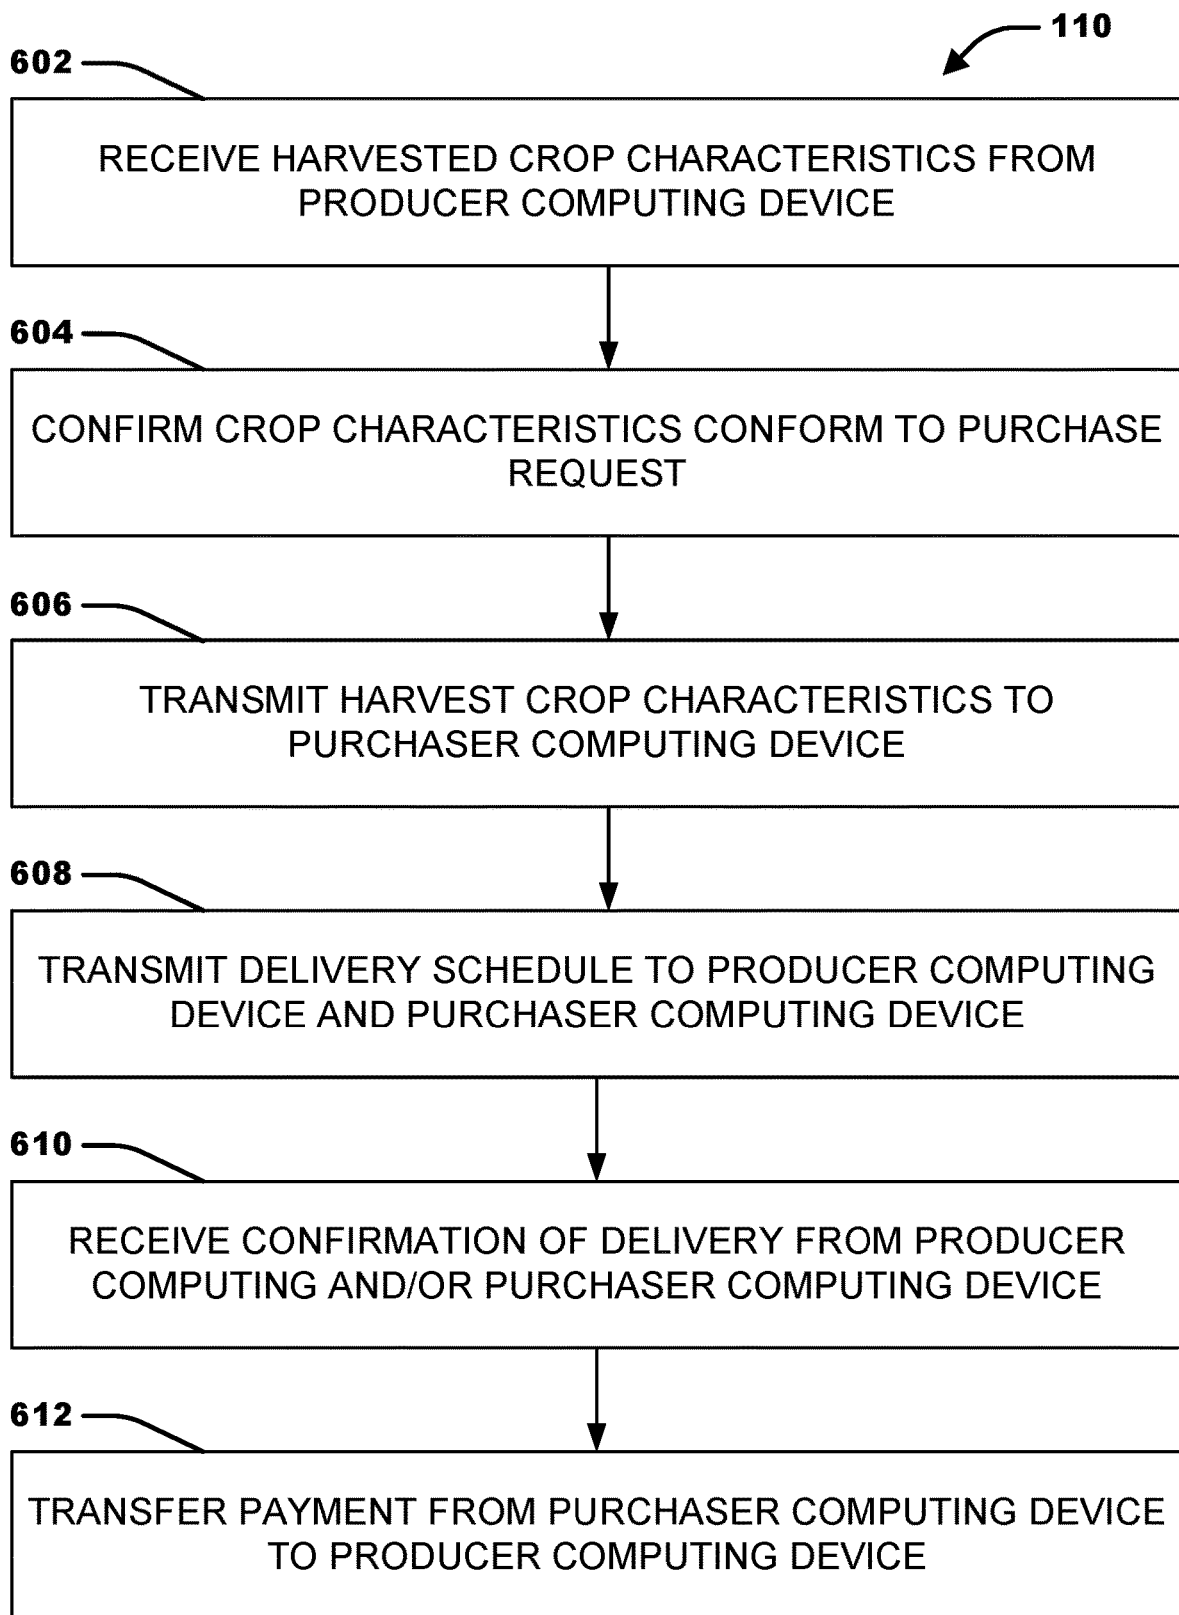 110
602
RECEIVE HARVESTED CROP CHARACTERISTICS FROM
PRODUCER COMPUTING DEVICE
604
CONFIRM CROP CHARACTERISTICS CONFORM TO PURCHASE
REQUEST
606
TRANSMIT HARVEST CROP CHARACTERISTICS TO
PURCHASER COMPUTING DEVICE
608
TRANSMIT DELIVERY SCHEDULE TO PRODUCER COMPUTING
DEVICE AND PURCHASER COMPUTING DEVICE
610
RECEIVE CONFIRMATION OF DELIVERY FROM PRODUCER
COMPUTING AND/OR PURCHASER COMPUTING DEVICE
612
TRANSFER PAYMENT FROM PURCHASER COMPUTING DEVICE
TO PRODUCER COMPUTING DEVICE